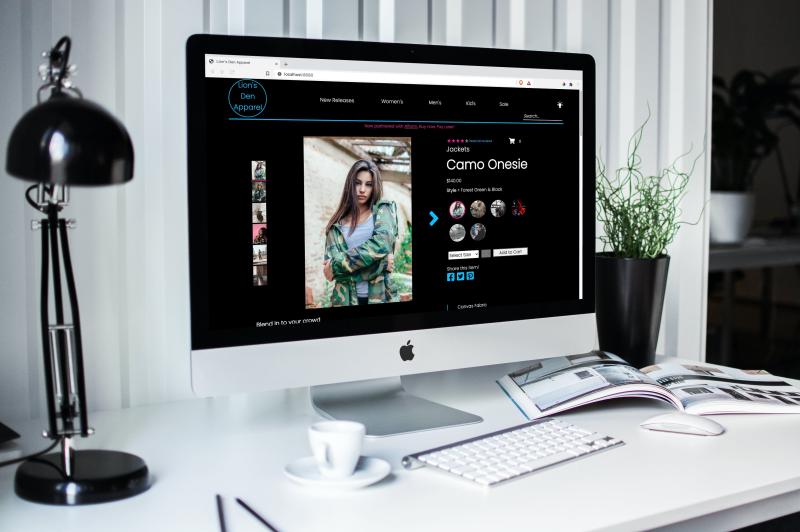 Lion's Den Apparel
localhost:3000
Lion's
Den
Apparel
New Releases Women's Men's Kid's Sale
Search...
Now partnered with Affirm. Buy now. Pay later!
Jackets
Camo Onesie
$140.00
Style • Forest Green & Black
Select Size
Add to Cart
Share this item!
Canvas Fabric
Blend in to your crowd